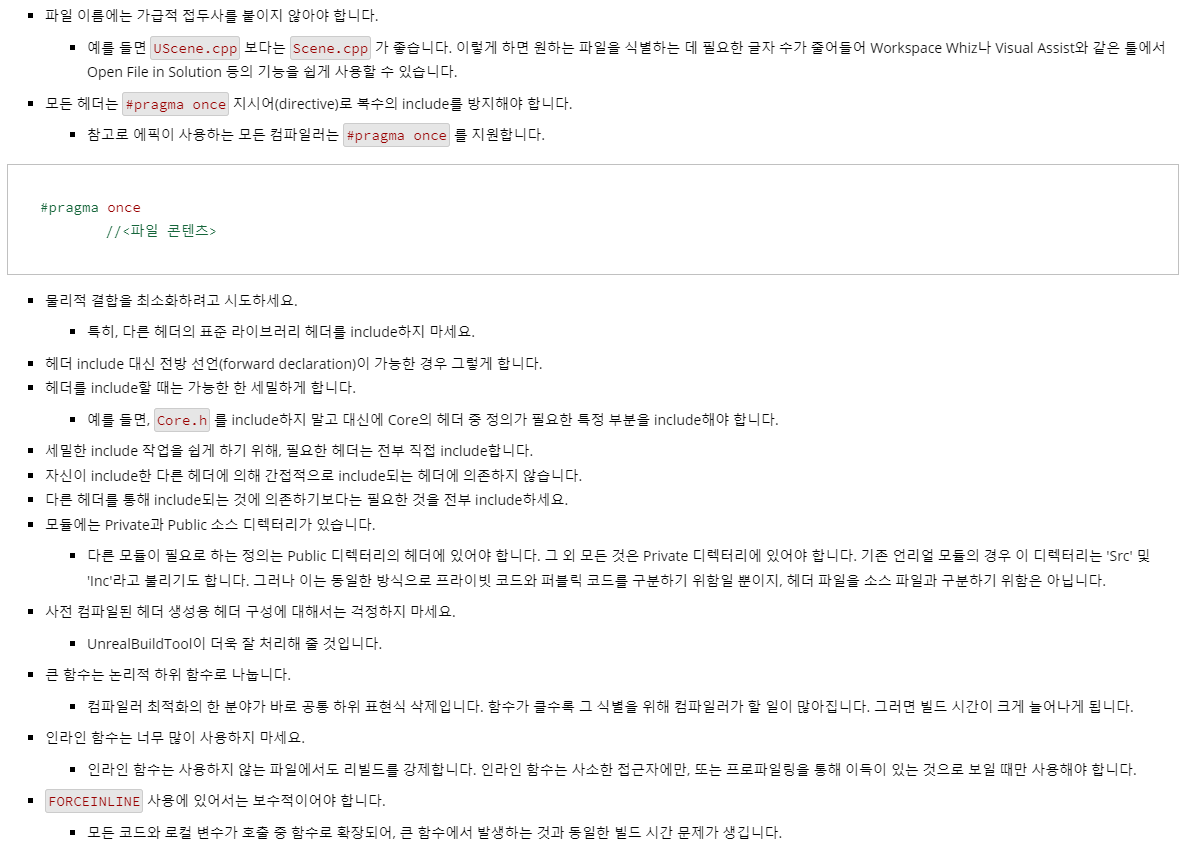 파일 이름에는 가급적 접두사를 붙이지 않아야 합니다.
예를 들면 UScene.cpp 보다는 Scene.cpp 가 좋습니다. 이렇게 하면 원하는 파일을 식별하는 데 필요한 글자 수가 줄어들어 Workspace Whiz나 Visual Assist와 같은 툴에서
Open File in Solution 등의 기능을 쉽게 사용할 수 있습니다.
모든 헤더는 #pragma once 지시어(directive)로 복수의 include를 방지해야 합니다.
참고로 에픽이 사용하는 모든 컴파일러는 #pragma once 를 지원합니다.
#pragma once
//<파일 콘텐츠>
물리적 결합을 최소화하려고 시도하세요.
특히, 다른 헤더의 표준 라이브러리 헤더를 include하지 마세요.
헤더 include 대신 전방 선언(forward declaration)이 가능한 경우 그렇게 합니다.
헤더를 include할 때는 가능한 한 세밀하게 합니다.
예를 들면, Core.h 를 include하지 말고 대신에 Core의 헤더 중 정의가 필요한 특정 부분을 include해야 합니다.
세밀한 include 작업을 쉽게 하기 위해, 필요한 헤더는 전부 직접 include합니다.
자신이 include한 다른 헤더에 의해 간접적으로 include되는 헤더에 의존하지 않습니다.
다른 헤더를 통해 include되는 것에 의존하기보다는 필요한 것을 전부 include하세요.
모듈에는 Private과 Public 소스 디렉터리가 있습니다.
다른 모듈이 필요로 하는 정의는 Public 디렉터리의 헤더에 있어야 합니다. 그 외 모든 것은 Private 디렉터리에 있어야 합니다. 기존 언리얼 모듈의 경우 이 디렉터리는 'Src' 및
'Inc'라고 불리기도 합니다. 그러나 이는 동일한 방식으로 프라이빗 코드와 퍼블릭 코드를 구분하기 위함일 뿐이지, 헤더 파일을 소스 파일과 구분하기 위함은 아닙니다.
사전 컴파일된 헤더 생성용 헤더 구성에 대해서는 걱정하지 마세요.
UnrealBuildTool이 더욱 잘 처리해 줄 것입니다.
큰 함수는 논리적 하위 함수로 나눕니다.
컴파일러 최적화의 한 분야가 바로 공통 하위 표현식 삭제입니다. 함수가 클수록 그 식별을 위해 컴파일러가 할 일이 많아집니다. 그러면 빌드 시간이 크게 늘어나게 됩니다.
인라인 함수는 너무 많이 사용하지 마세요.
인라인 함수는 사용하지 않는 파일에서도 리빌드를 강제합니다. 인라인 함수는 사소한 접근자에만, 또는 프로파일링을 통해 이득이 있는 것으로 보일 때만 사용해야 합니다.
FORCEINLINE 사용에 있어서는 보수적이어야 합니다.
모든 코드와 로컬 변수가 호출 중 함수로 확장되어, 큰 함수에서 발생하는 것과 동일한 빌드 시간 문제가 생깁니다.